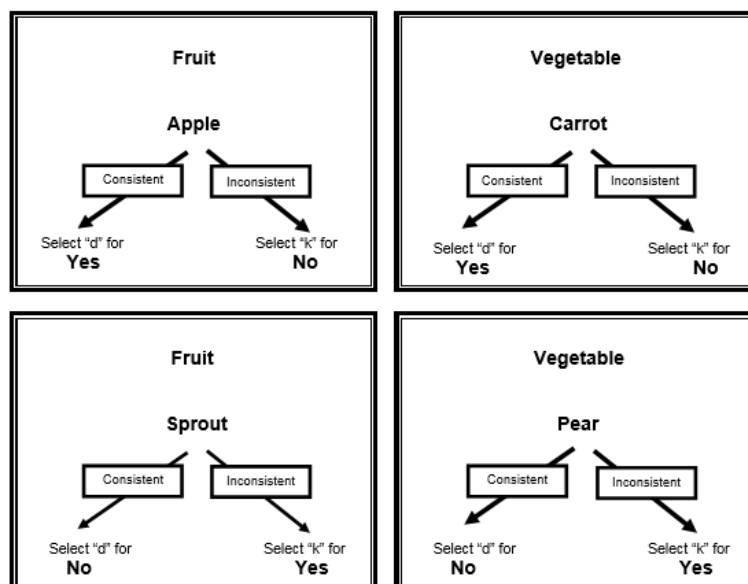 Fruit
Apple
Consistent
Inconsistent
Select "d" for
Yes
Select "k" for
No
Vegetable
Carrot
Consistent
Inconsistent
Select "d" for
Yes
Select "k" for
No
Fruit
Sprout
Consistent
Inconsistent
Select "d" for
No
Select "k" for
Yes
Vegetable
Pear
Consistent
Inconsistent
Select "d" for
No
Select "k" for
Yes